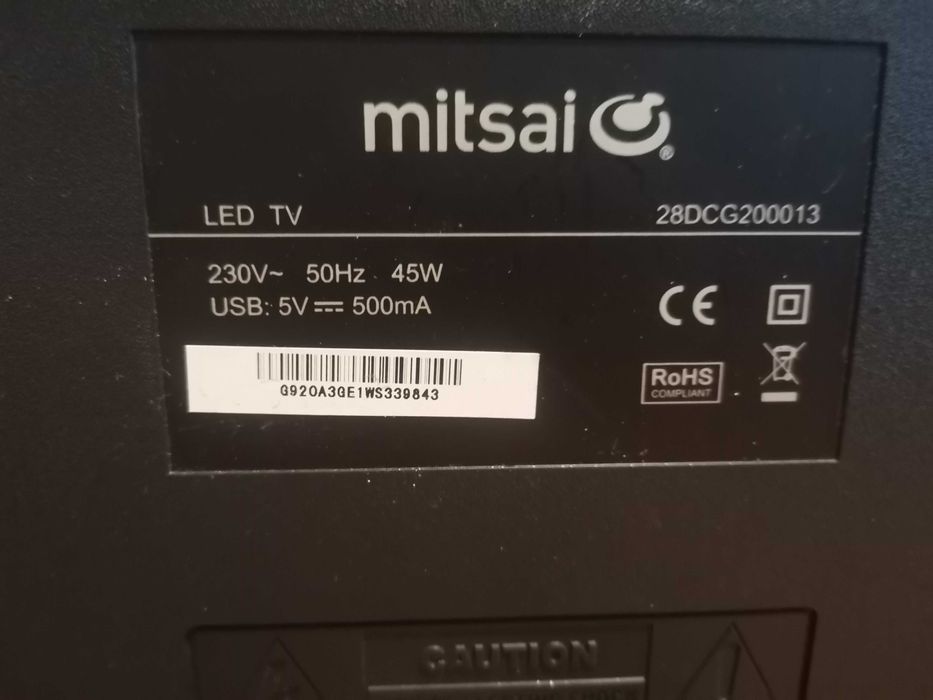 mitsai
®
LED TV 28DCG200013
230V~ 50Hz 45W
USB: 5V⎓500mA
CE
RoHS
COMPLIANT
G920A3GE1WS339843
CAUTION